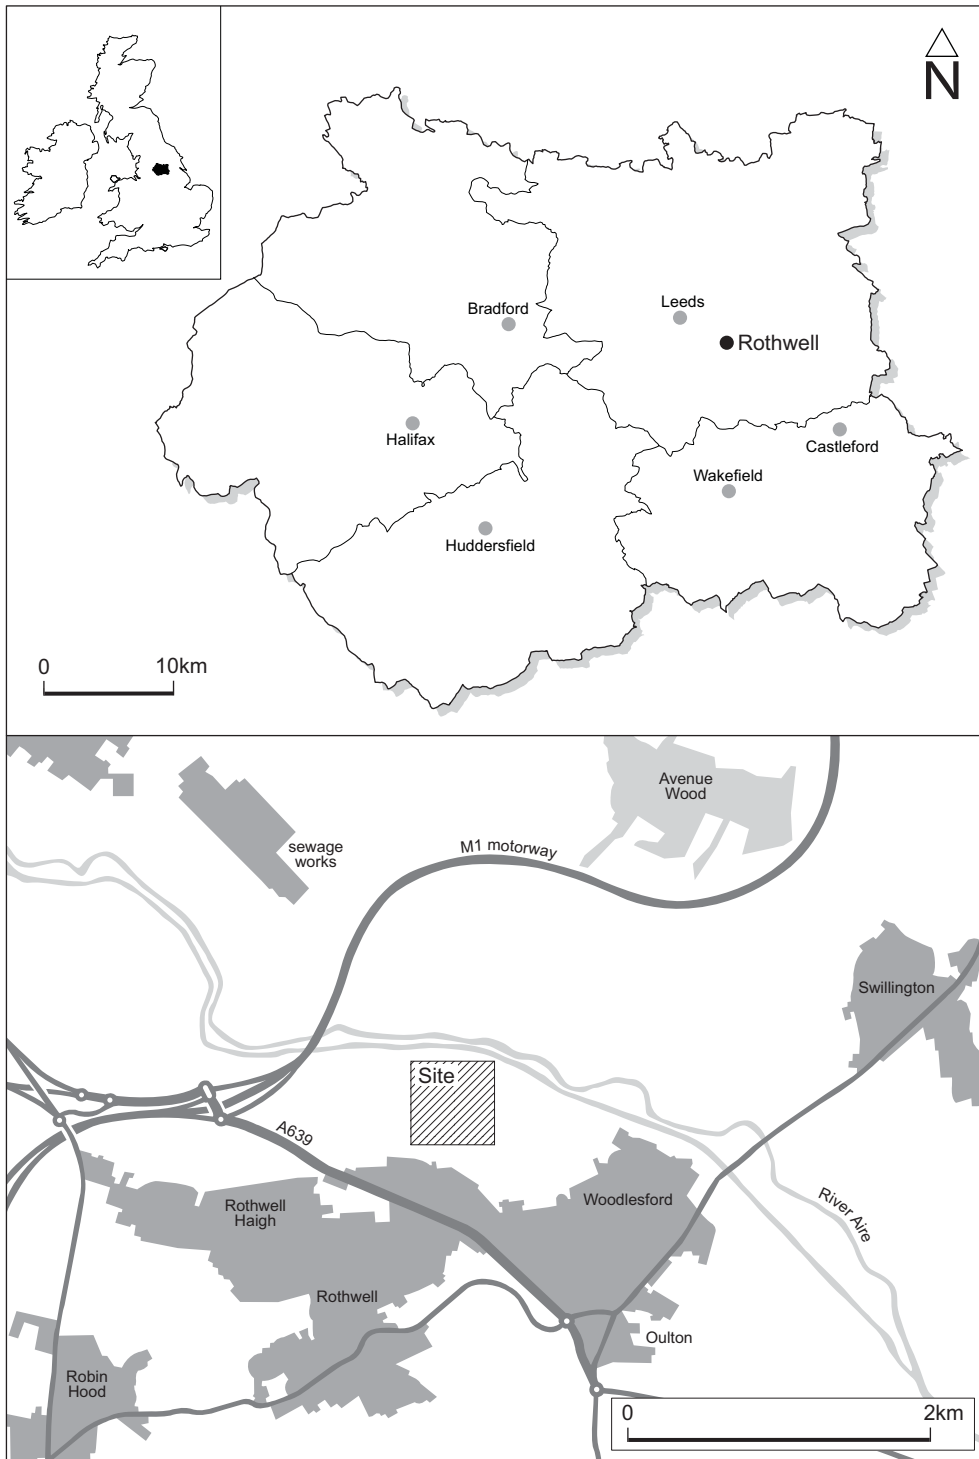 N
Bradford
Leeds
Rothwell
Halifax
Castleford
Wakefield
Huddersfield
0 10km
Avenue
Wood
M1 motorway
sewage
works
Swillington
Site
A639
Rothwell
Haigh
Woodlesford
River Aire
Rothwell
Oulton
Robin
Hood
0 2km